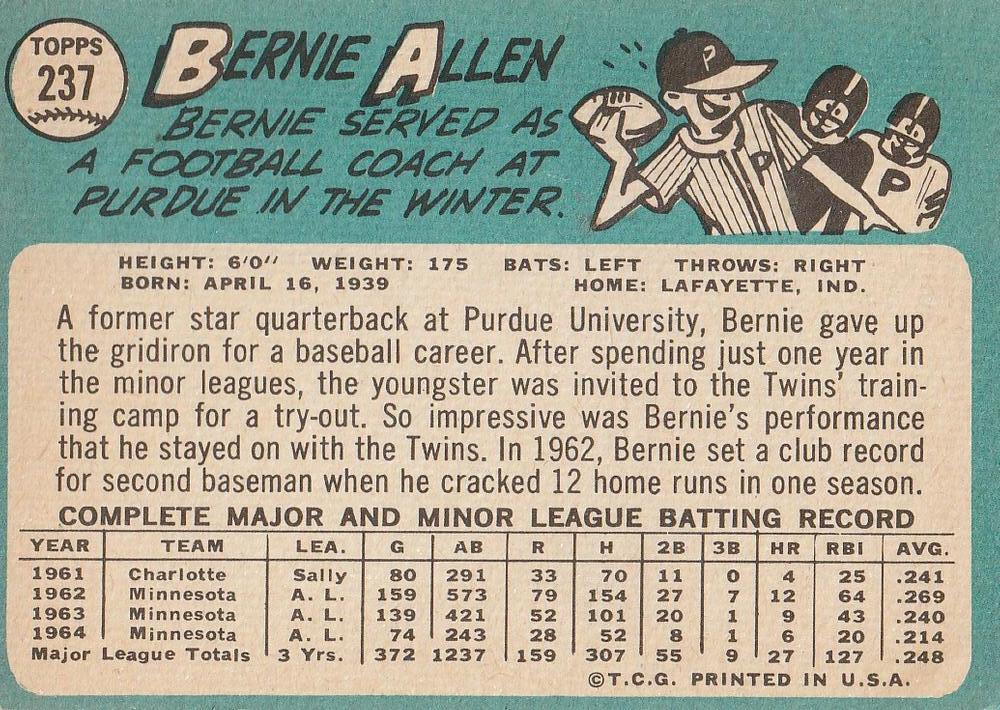 TOPPS
237
BERNIE ALLEN
BERNIE SERVED AS
A FOOTBALL COACH AT
PURDUE IN THE WINTER.
P
P
P
HEIGHT: 6'0" WEIGHT: 175 BATS: LEFT THROWS: RIGHT
BORN: APRIL 16, 1939 HOME: LAFAYETTE, IND.
A former star quarterback at Purdue University, Bernie gave up
the gridiron for a baseball career. After spending just one year in
the minor leagues, the youngster was invited to the Twins' train-
ing camp for a try-out. So impressive was Bernie's performance
that he stayed on with the Twins. In 1962, Bernie set a club record
for second baseman when he cracked 12 home runs in one season.
COMPLETE MAJOR AND MINOR LEAGUE BATTING RECORD
YEAR TEAM LEA. G AB R H 2B 3B HR RBI AVG.
1961 Charlotte Sally 80 291 33 70 11 0 4 25 .241
1962 Minnesota A. L. 159 573 79 154 27 7 12 64 .269
1963 Minnesota A. L. 139 421 52 101 20 1 9 43 .240
1964 Minnesota A. L. 74 243 28 52 8 1 6 20 .214
Major League Totals 3 Yrs. 372 1237 159 307 55 9 27 127 .248
©T.C.G. PRINTED IN U.S.A.